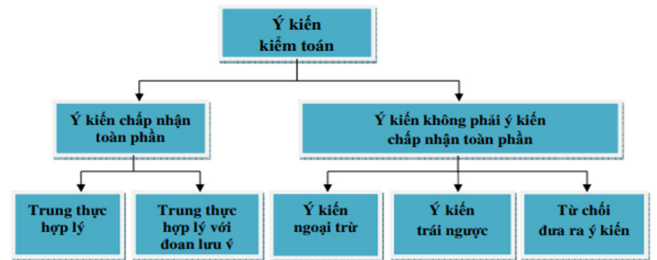 Ý kiến
kiểm toán
Ý kiến chấp nhận
toàn phần
Ý kiến không phải ý kiến
chấp nhận toàn phần
Trung thực
hợp lý
Trung thực
hợp lý với
đoan lưu ý
Ý kiến
ngoại trừ
Ý kiến
trái ngược
Từ chối
đưa ra ý kiến